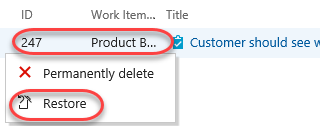 ID Work Item... Title
247 Product B... Customer should see w
Permanently delete
Restore